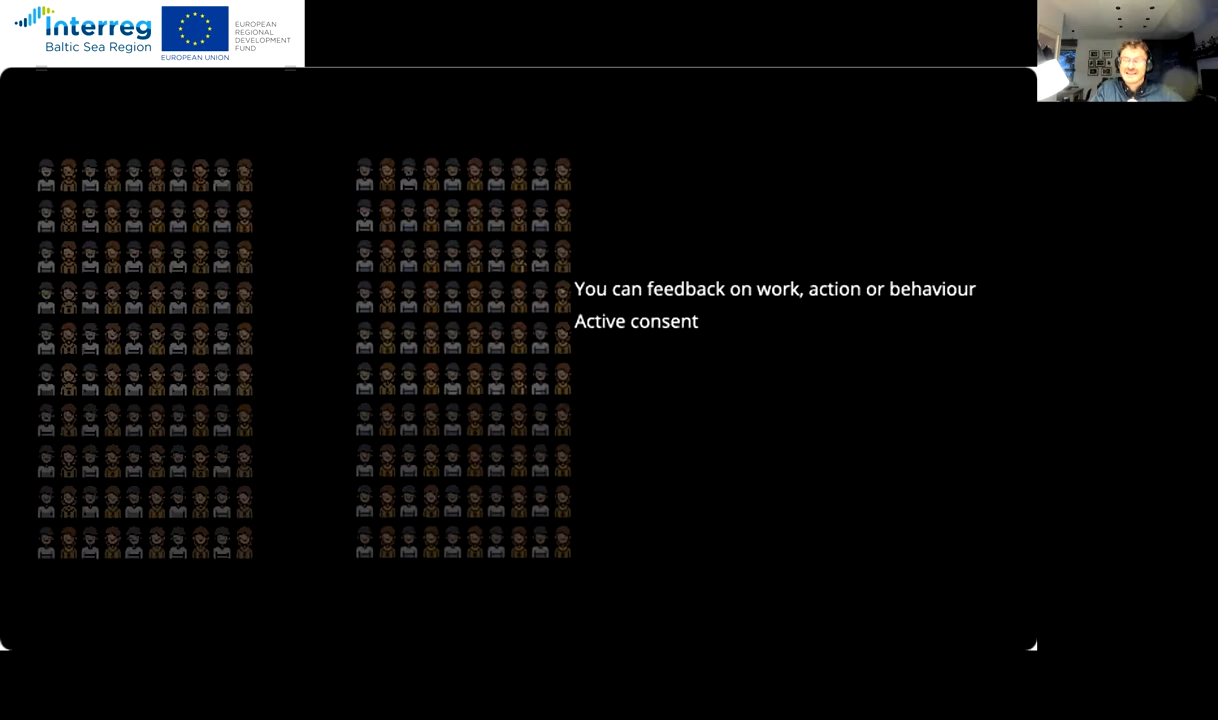 Interreg
Baltic Sea Region
EUROPEAN UNION
EUROPEAN
REGIONAL
DEVELOPMENT
FUND
You can feedback on work, action or behaviour
Active consent